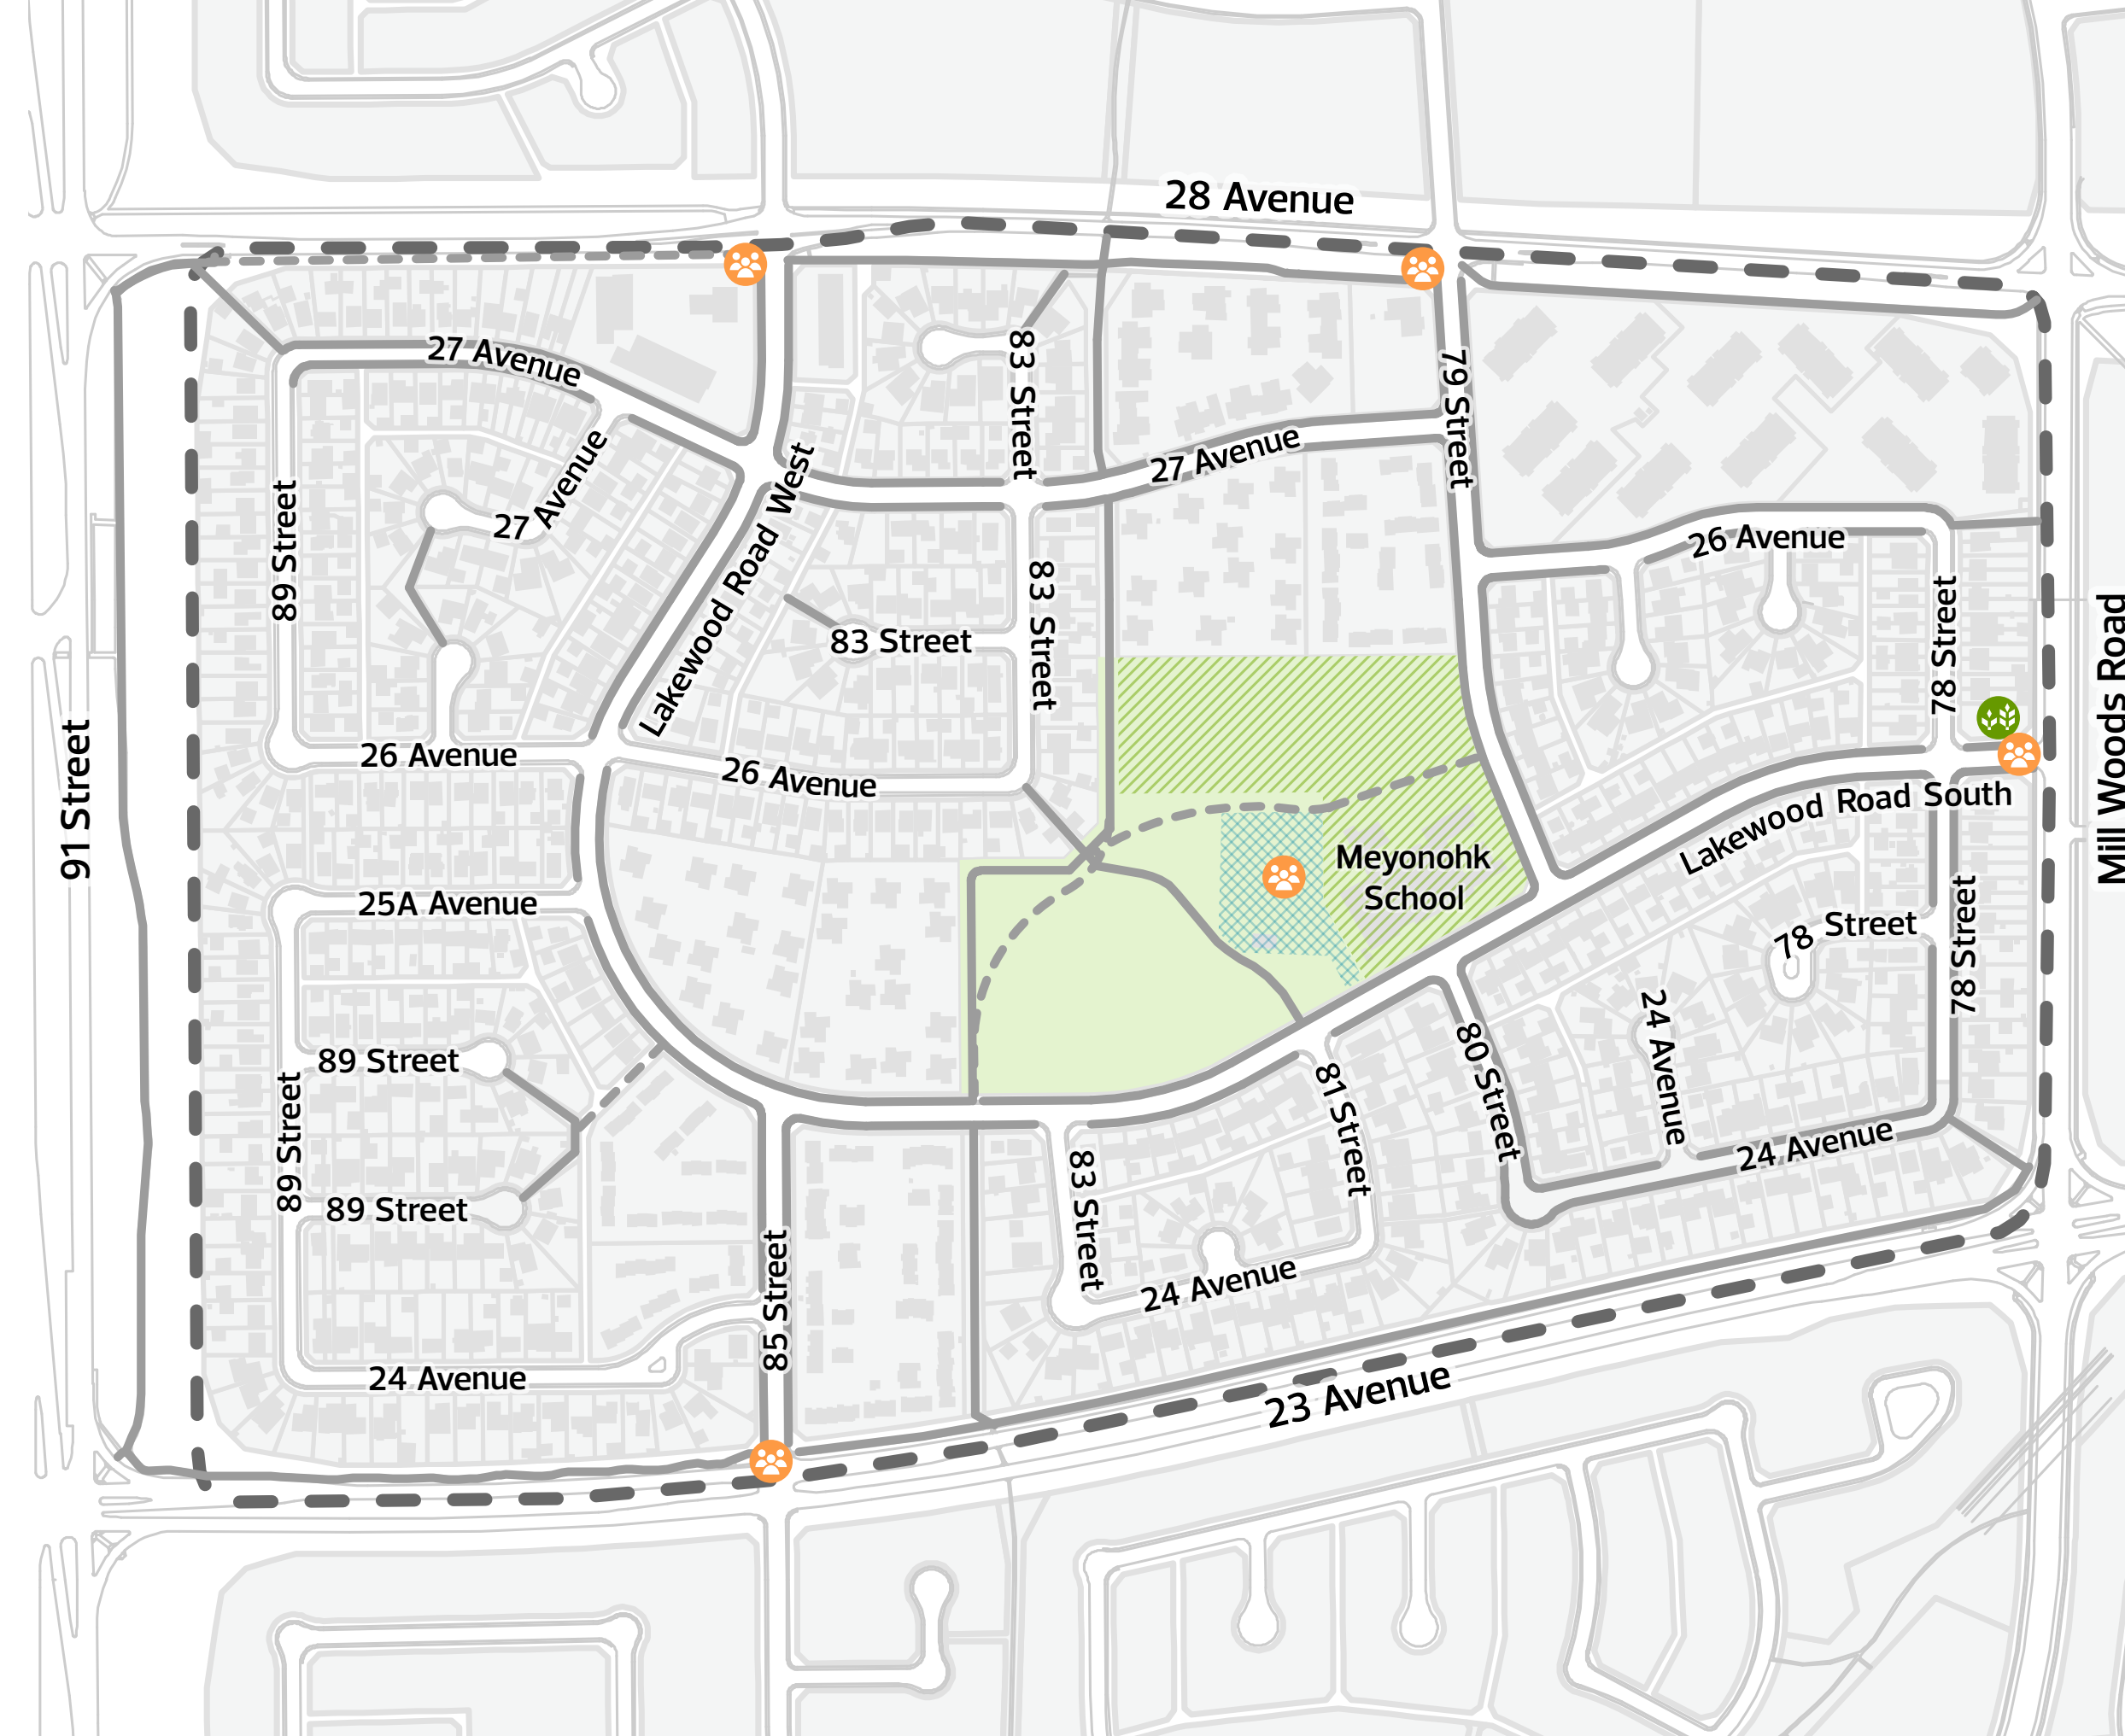 28 Avenue
27 Avenue
83 Street
79 Street
27 Avenue
27 Avenue
89 Street
Lakewood Road West
83 Street
83 Street
26 Avenue
78 Street
Mill Woods Road
91 Street
26 Avenue
26 Avenue
Lakewood Road South
Meyonohk
School
25A Avenue
78 Street
78 Street
24 Avenue
80 Street
81 Street
89 Street
89 Street
89 Street
83 Street
24 Avenue
85 Street
24 Avenue
24 Avenue
23 Avenue